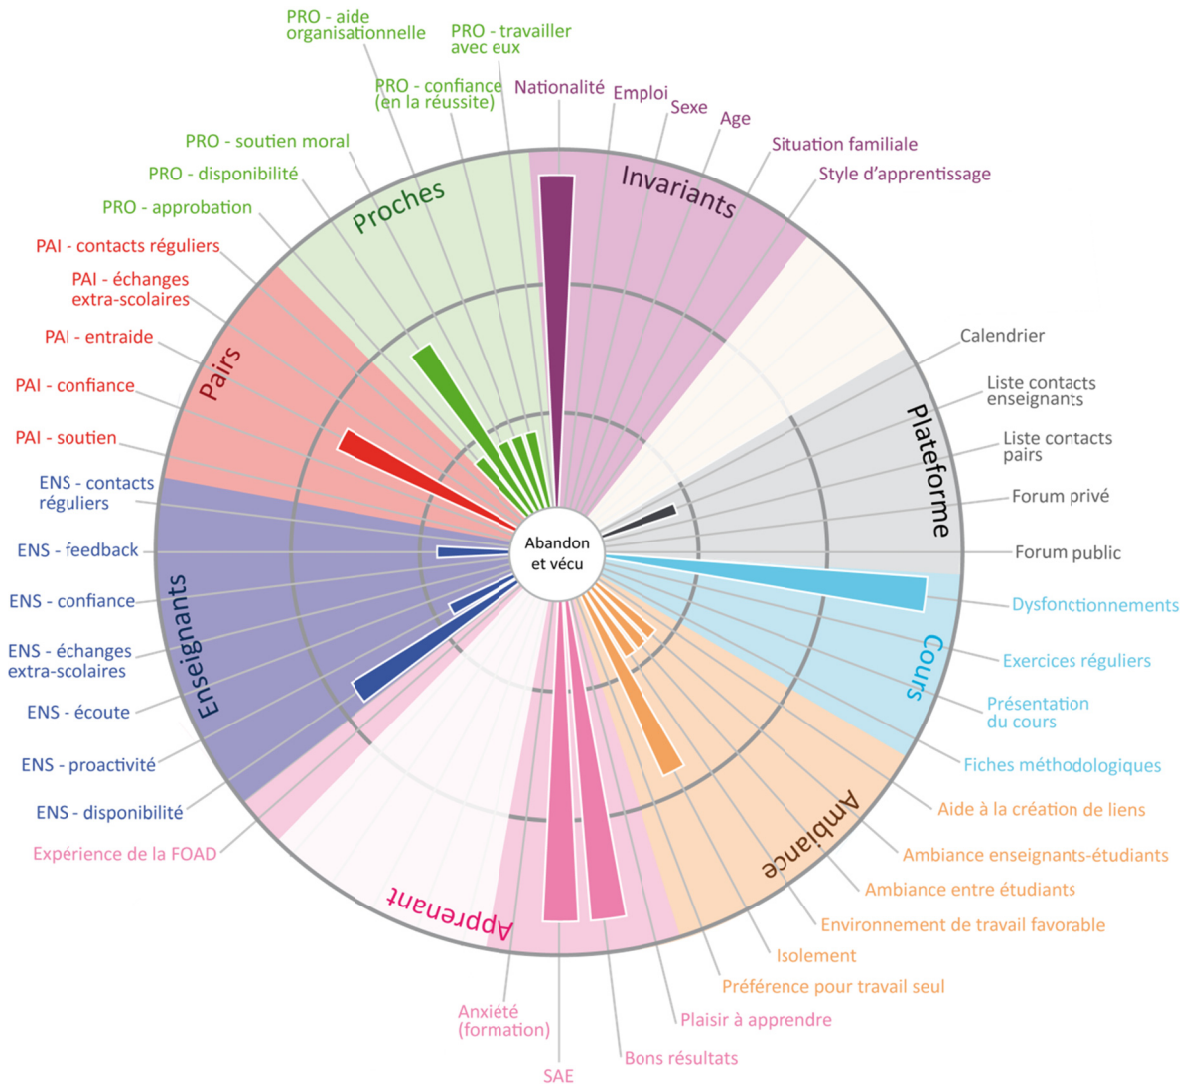 PRO - aide
organisationnelle
PRO - travailler
avec eux
PRO - confiance
(en la réussite)
Nationalité
Emploi
Sexe
Age
Situation familiale
Style d'apprentissage
PRO - soutien moral
PRO - disponibilité
PRO - approbation
PAI - contacts réguliers
PAI - échanges
extra-scolaires
PAI - entraide
PAI - confiance
PAI - soutien
ENS - contacts
réguliers
ENS - feedback
ENS - confiance
ENS - échanges
extra-scolaires
ENS - écoute
ENS - proactivité
ENS - disponibilité
Expérience de la FOAD
Proches
Invariants
Pairs
Plateforme
Enseignants
Cours
Ambiance
Apprenant
Abandon
et vécu
Calendrier
Liste contacts
enseignants
Liste contacts
pairs
Forum privé
Forum public
Dysfonctionnements
Exercices réguliers
Présentation
du cours
Fiches méthodologiques
Aide à la création de liens
Ambiance enseignants-étudiants
Ambiance entre étudiants
Environnement de travail favorable
Isolement
Préférence pour travail seul
Plaisir à apprendre
Bons résultats
SAE
Anxiété
(formation)